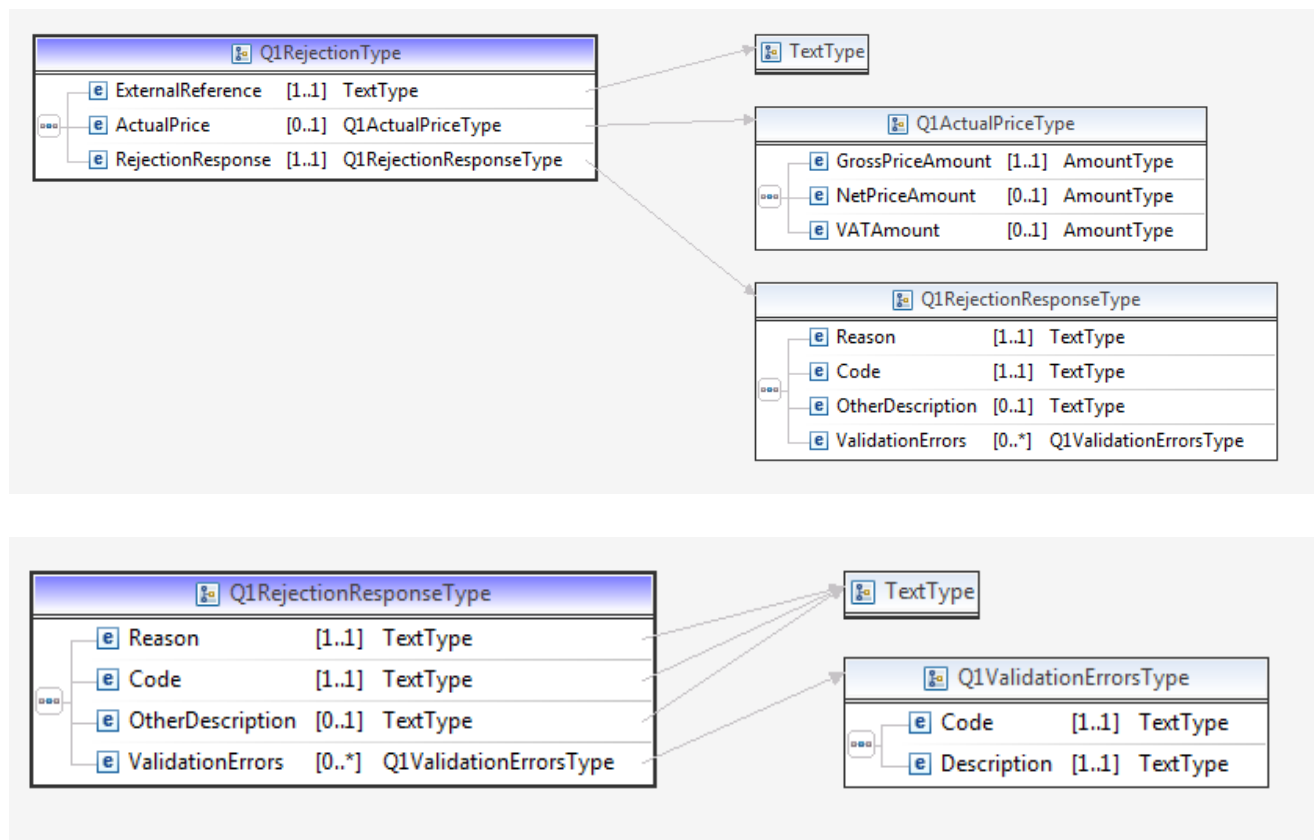 Q1RejectionType
ExternalReference [1..1] TextType
ActualPrice [0..1] Q1ActualPriceType
RejectionResponse [1..1] Q1RejectionResponseType
TextType
Q1ActualPriceType
GrossPriceAmount [1..1] AmountType
NetPriceAmount [0..1] AmountType
VATAmount [0..1] AmountType
Q1RejectionResponseType
Reason [1..1] TextType
Code [1..1] TextType
OtherDescription [0..1] TextType
ValidationErrors [0..*] Q1ValidationErrorsType
Q1RejectionResponseType
Reason [1..1] TextType
Code [1..1] TextType
OtherDescription [0..1] TextType
ValidationErrors [0..*] Q1ValidationErrorsType
TextType
Q1ValidationErrorsType
Code [1..1] TextType
Description [1..1] TextType